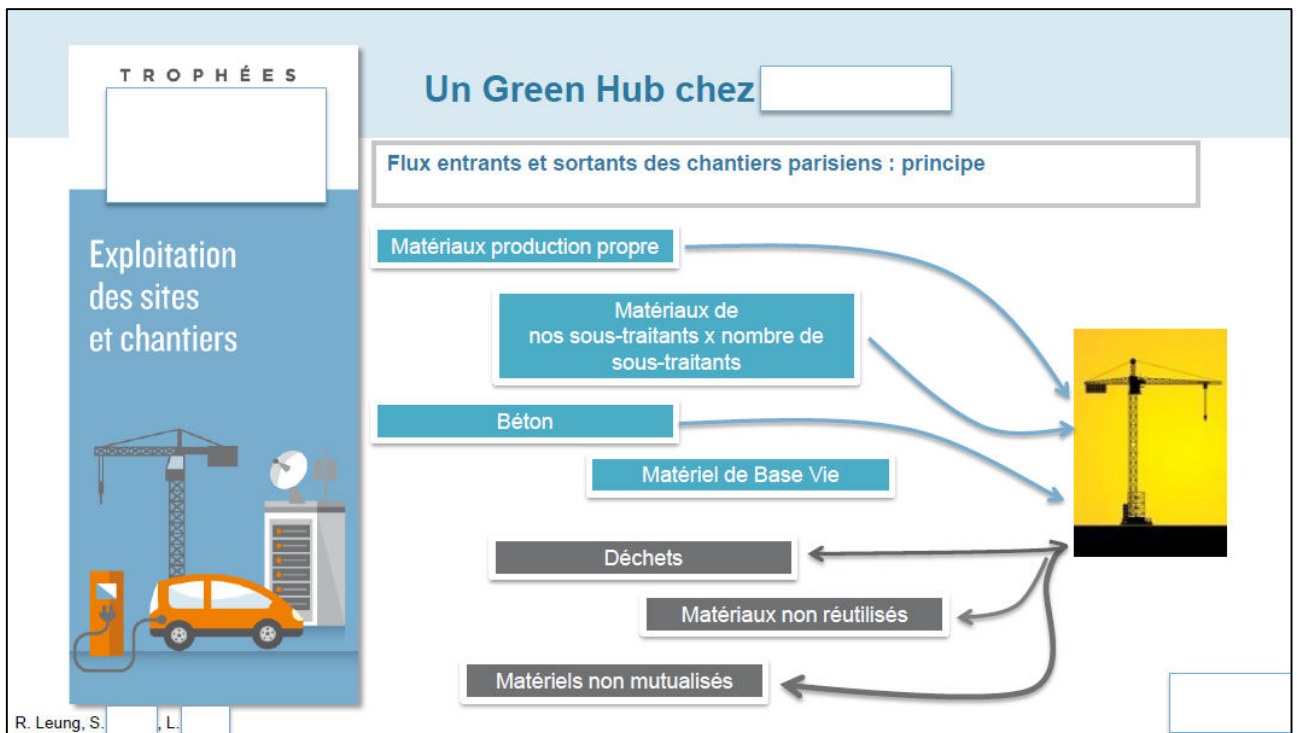 TROPHÉES
Un Green Hub chez
Flux entrants et sortants des chantiers parisiens : principe
Exploitation
des sites
et chantiers
Matériaux production propre
Matériaux de
nos sous-traitants x nombre de
sous-traitants
Béton
Matériel de Base Vie
Déchets
Matériaux non réutilisés
Matériels non mutualisés
R. Leung, S. , L.